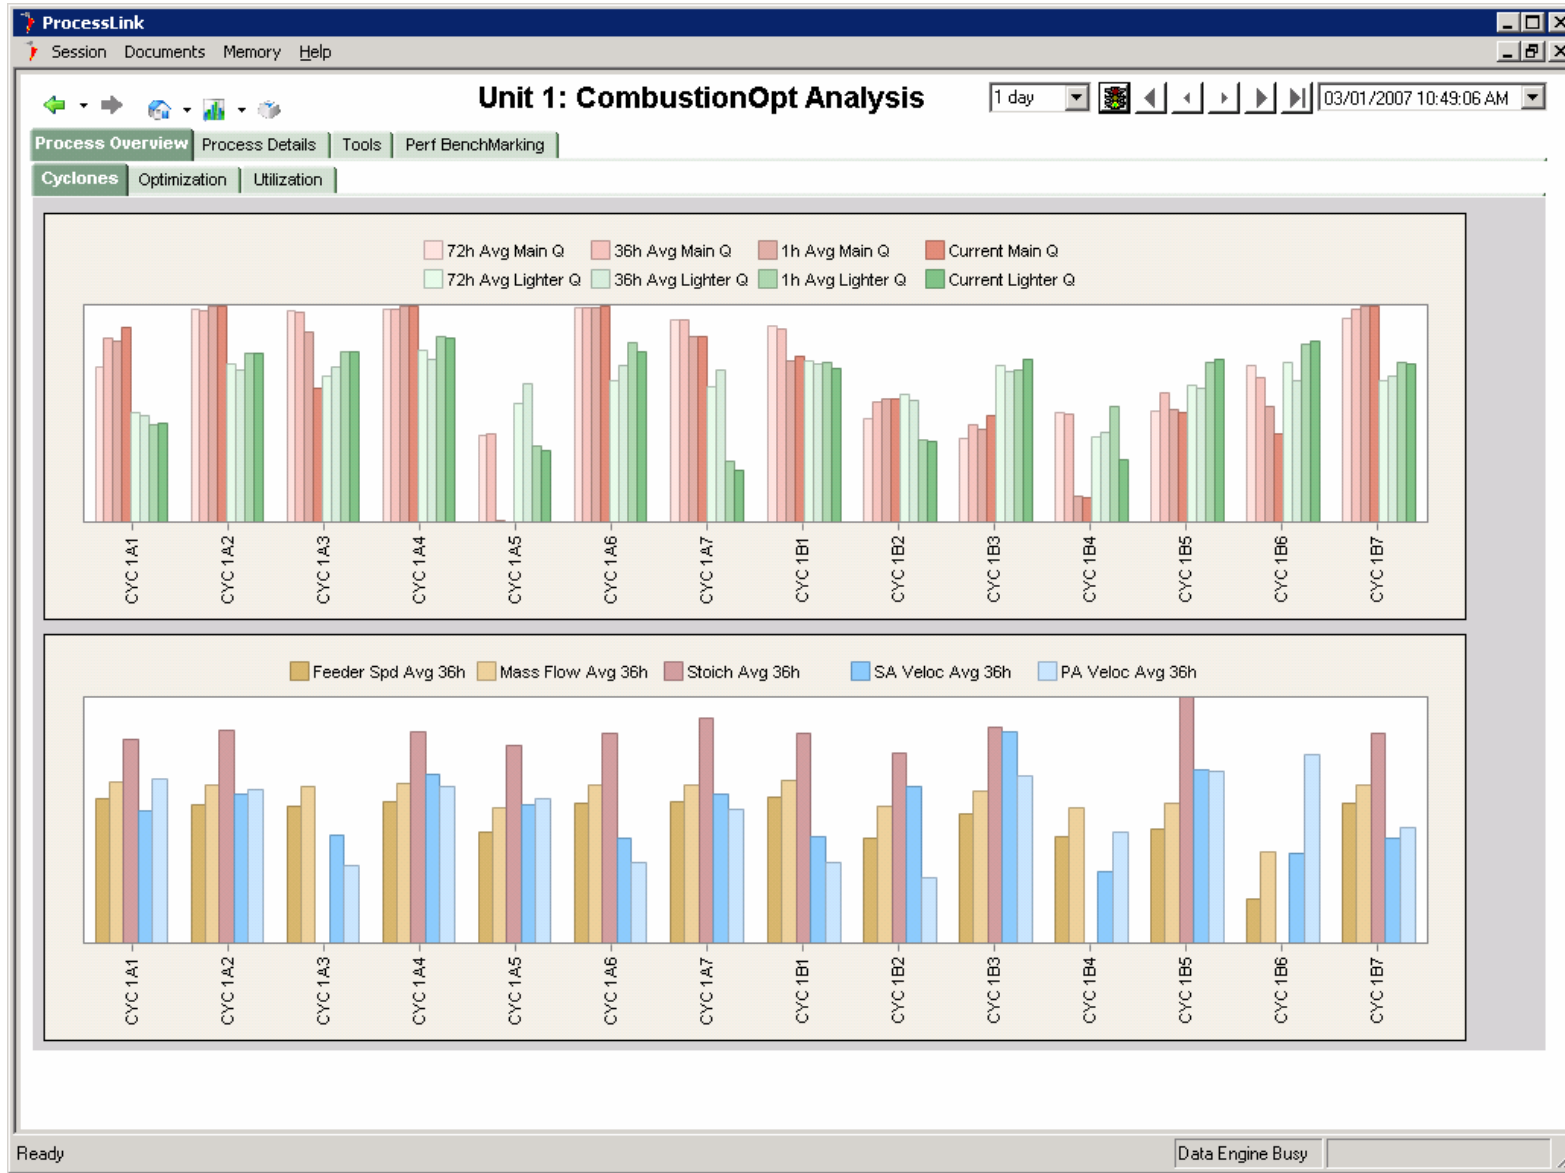 ProcessLink
Session Documents Memory Help
Unit 1: CombustionOpt Analysis
1 day
03/01/2007 10:49:06 AM
Process Overview Process Details Tools Perf BenchMarking
Cyclones Optimization Utilization
72h Avg Main Q 36h Avg Main Q 1h Avg Main Q Current Main Q
72h Avg Lighter Q 36h Avg Lighter Q 1h Avg Lighter Q Current Lighter Q
CYC 1A1 CYC 1A2 CYC 1A3 CYC 1A4 CYC 1A5 CYC 1A6 CYC 1A7 CYC 1B1 CYC 1B2 CYC 1B3 CYC 1B4 CYC 1B5 CYC 1B6 CYC 1B7
Feeder Spd Avg 36h Mass Flow Avg 36h Stoich Avg 36h SA Veloc Avg 36h PA Veloc Avg 36h
CYC 1A1 CYC 1A2 CYC 1A3 CYC 1A4 CYC 1A5 CYC 1A6 CYC 1A7 CYC 1B1 CYC 1B2 CYC 1B3 CYC 1B4 CYC 1B5 CYC 1B6 CYC 1B7
Ready
Data Engine Busy